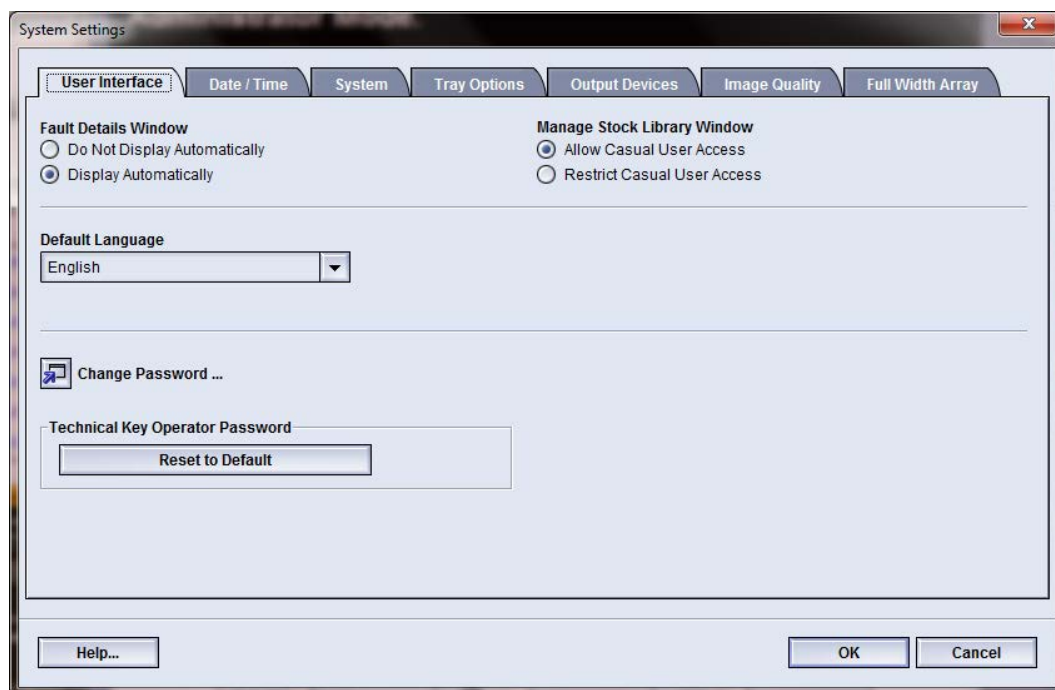 System Settings
User Interface
Date / Time
System
Tray Options
Output Devices
Image Quality
Full Width Array
Fault Details Window
Do Not Display Automatically
Display Automatically
Manage Stock Library Window
Allow Casual User Access
Restrict Casual User Access
Default Language
English
Change Password ...
Technical Key Operator Password
Reset to Default
Help...
OK
Cancel